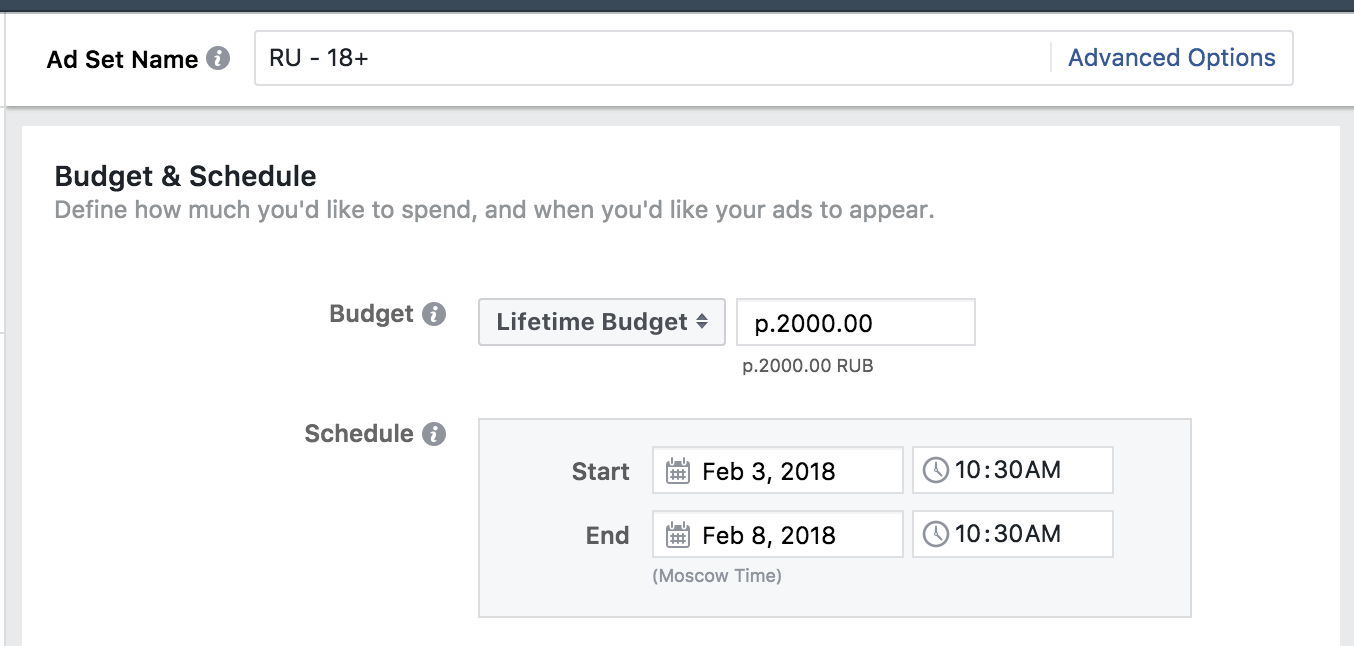 Ad Set Name RU - 18+ Advanced Options
Budget & Schedule
Define how much you'd like to spend, and when you'd like your ads to appear.
Budget Lifetime Budget р.2000.00
р.2000.00 RUB
Schedule
Start Feb 3, 2018 10:30AM
End Feb 8, 2018 10:30AM
(Moscow Time)